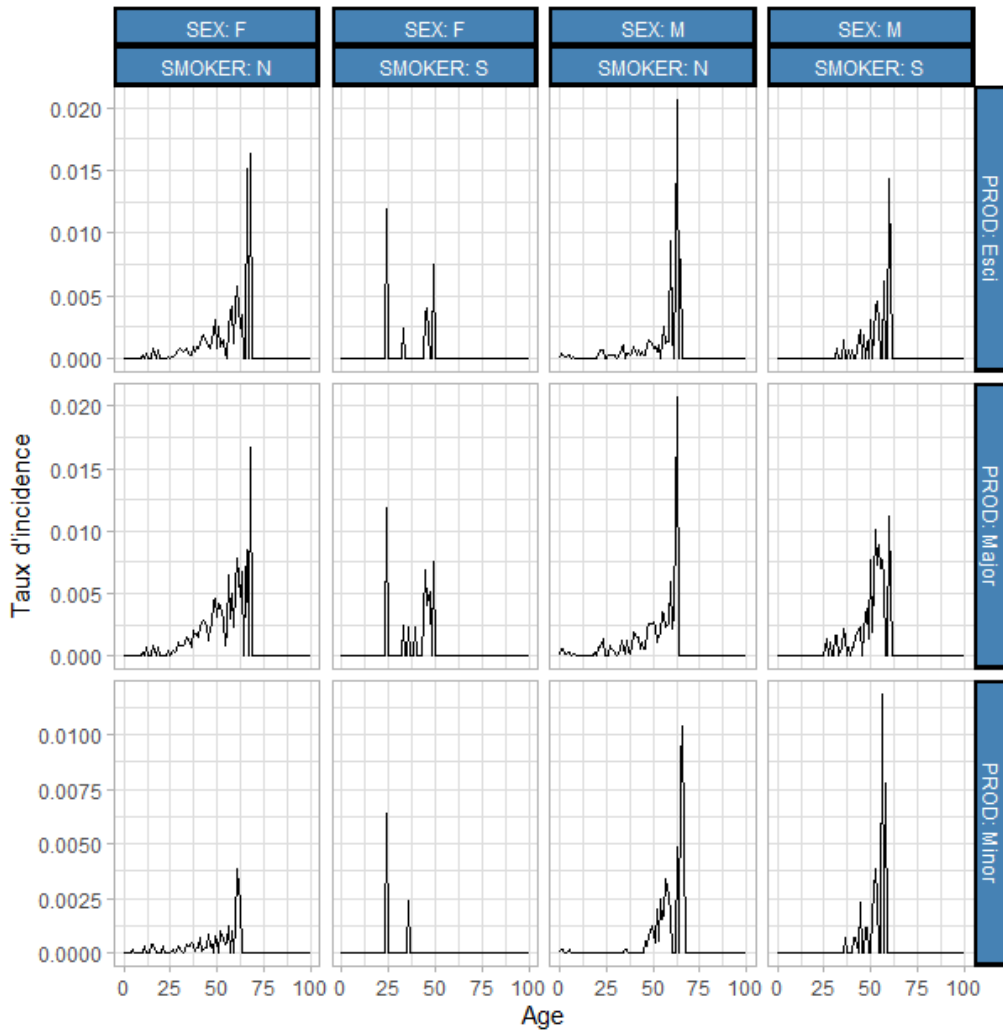 SEX: F SEX: F SEX: M SEX: M
SMOKER: N SMOKER: S SMOKER: N SMOKER: S
0.020
0.015
0.010
0.005
0.000
PROD: Esci
0.020
0.015
0.010
0.005
0.000
PROD: Major
0.0100
0.0075
0.0050
0.0025
0.0000
PROD: Minor
Taux d'incidence
0 25 50 75 100 0 25 50 75 100 0 25 50 75 100 0 25 50 75 100
Age